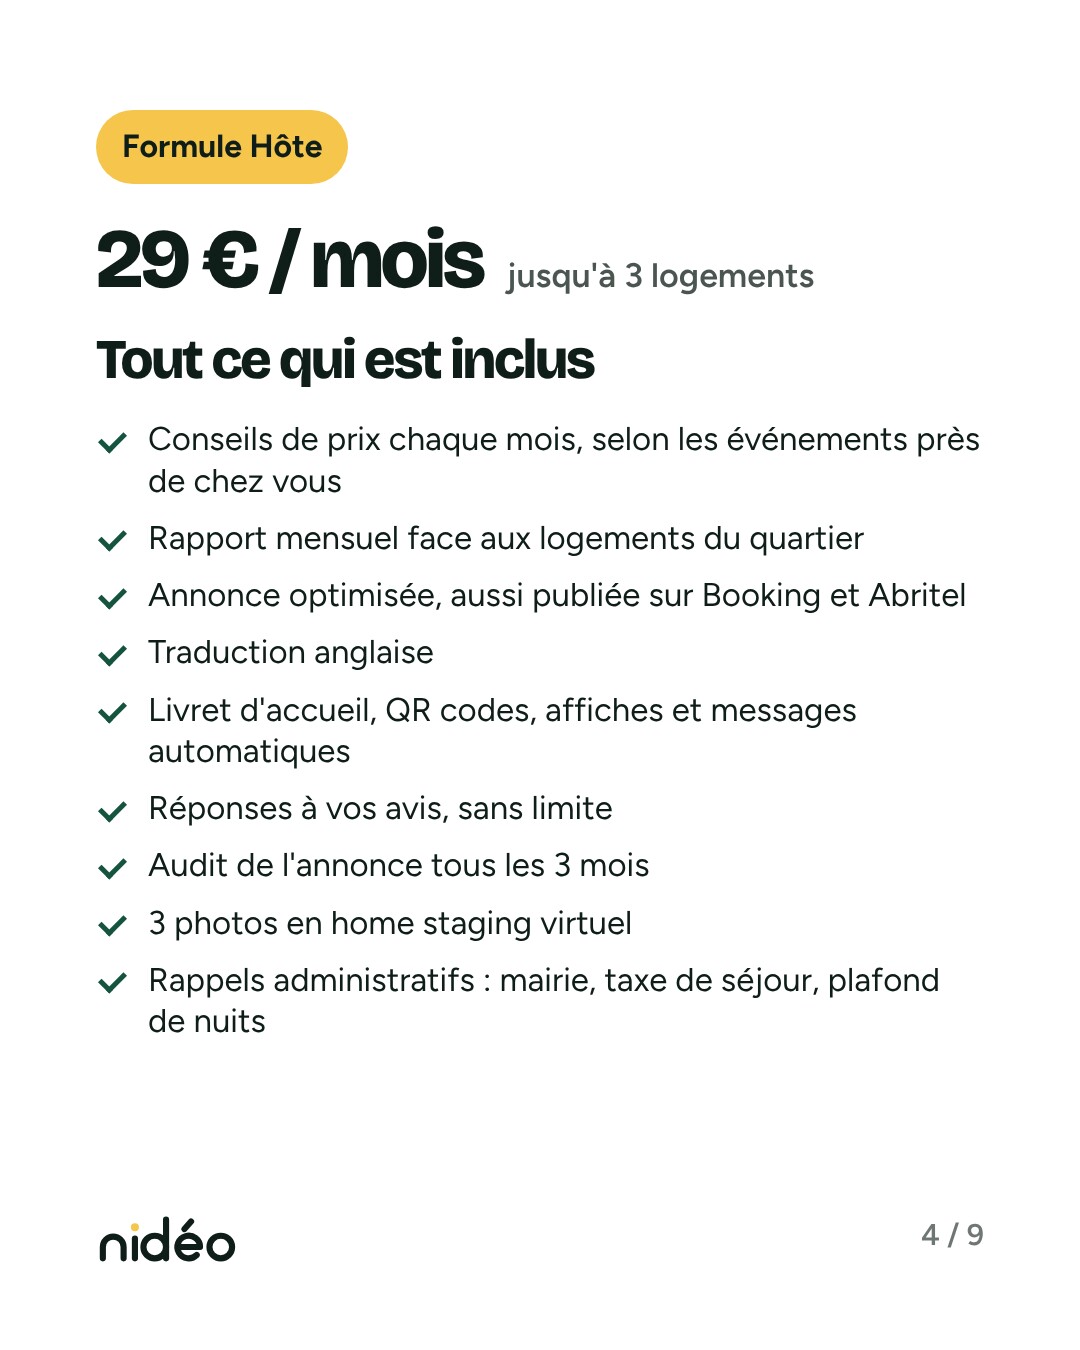 Formule Hôte
29 € / mois jusqu'à 3 logements
Tout ce qui est inclus
Conseils de prix chaque mois, selon les événements près
de chez vous
Rapport mensuel face aux logements du quartier
Annonce optimisée, aussi publiée sur Booking et Abritel
Traduction anglaise
Livret d'accueil, QR codes, affiches et messages
automatiques
Réponses à vos avis, sans limite
Audit de l'annonce tous les 3 mois
3 photos en home staging virtuel
Rappels administratifs : mairie, taxe de séjour, plafond
de nuits
nidéo
4 / 9